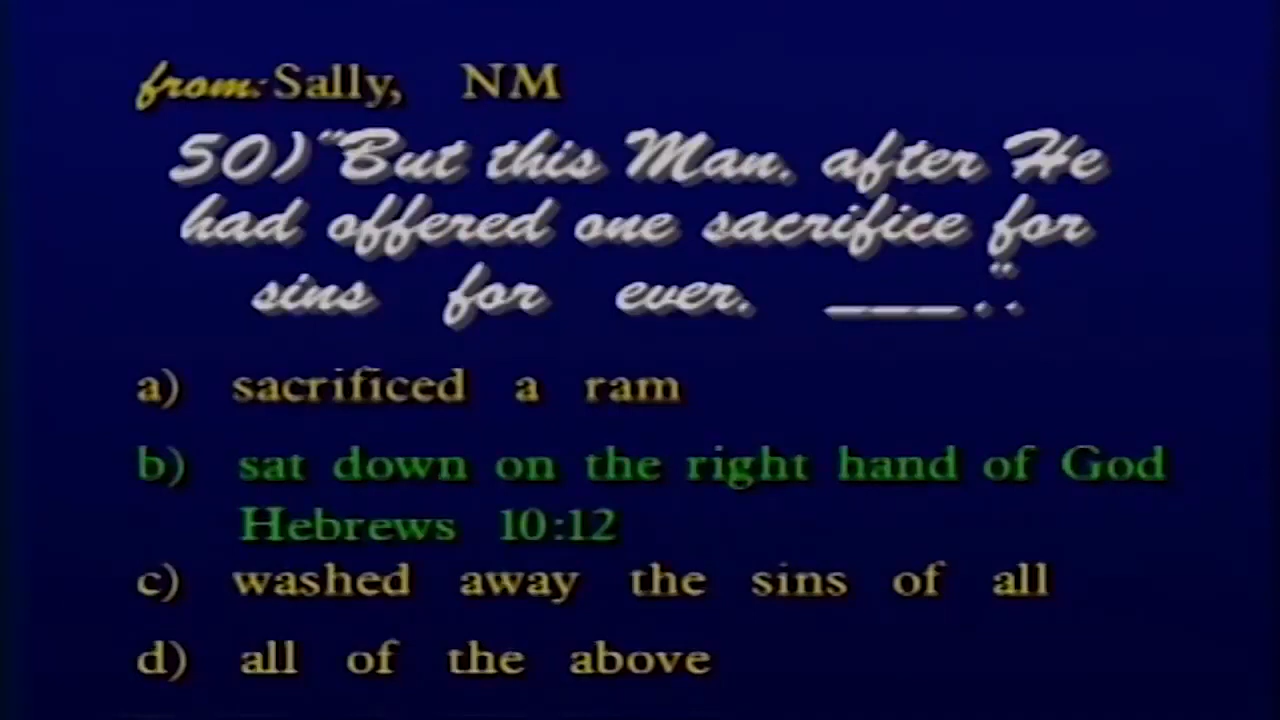 from: Sally, NM
50) "But this Man, after He
had offered one sacrifice for
sins for ever, ____."
a) sacrificed a ram
b) sat down on the right hand of God
Hebrews 10:12
c) washed away the sins of all
d) all of the above